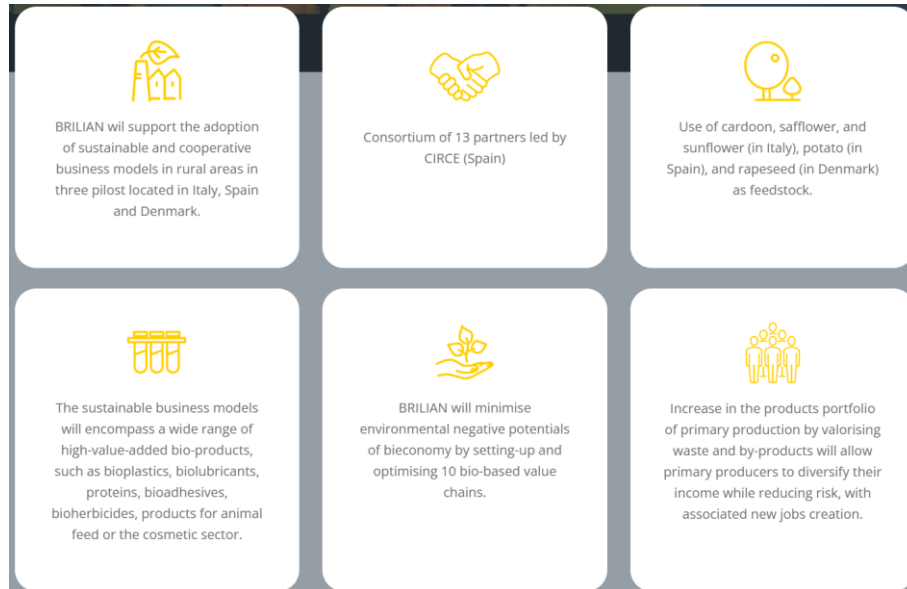 BRILIAN wil support the adoption
of sustainable and cooperative
business models in rural areas in
three pilost located in Italy, Spain
and Denmark.
Consortium of 13 partners led by
CIRCE (Spain)
Use of cardoon, safflower, and
sunflower (in Italy), potato (in
Spain), and rapeseed (in Denmark)
as feedstock.
The sustainable business models
will encompass a wide range of
high-value-added bio-products,
such as bioplastics, biolubricants,
proteins, bioadhesives,
bioherbicides, products for animal
feed or the cosmetic sector.
BRILIAN will minimise
environmental negative potentials
of bieconomy by setting-up and
optimising 10 bio-based value
chains.
Increase in the products portfolio
of primary production by valorising
waste and by-products will allow
primary producers to diversify their
income while reducing risk, with
associated new jobs creation.